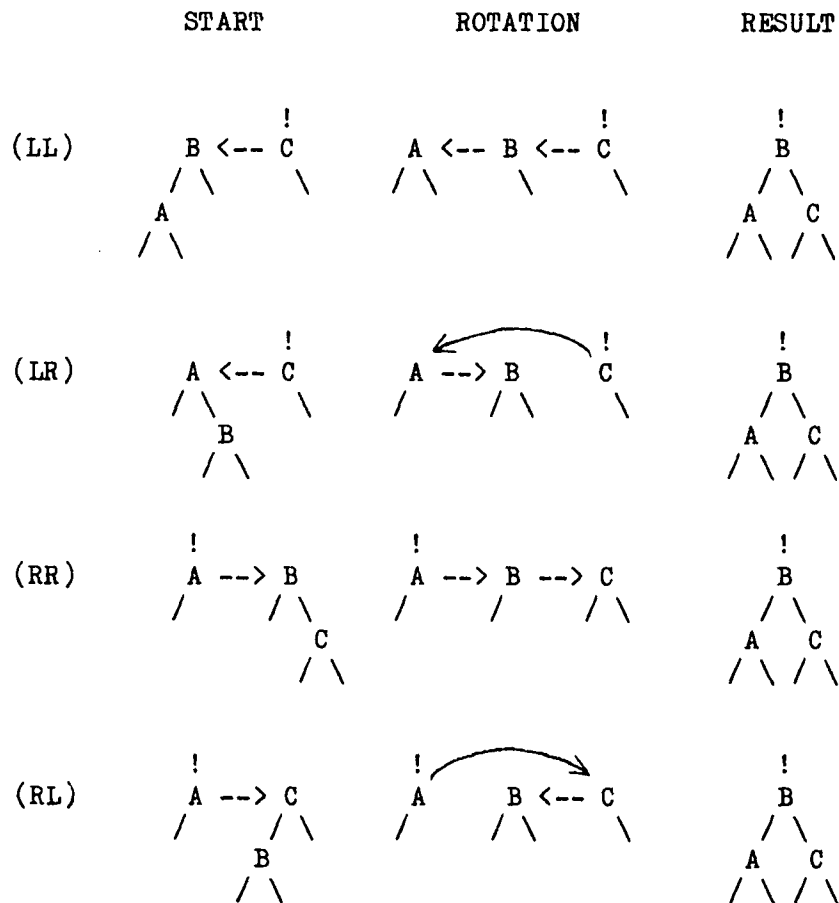 START ROTATION RESULT
! ! !
(LL) B <-- C A <-- B <-- C B
/ \ \ / \ \ \ / \
A A C
/ \ / \ / \
! ! !
(LR) A <-- C A --> B C B
/ \ \ / / \ \ / \
B A C
/ \ / \ / \
! ! !
(RR) A --> B A --> B --> C B
/ / \ / / / \ / \
C A C
/ \ / \ / \
! ! !
(RL) A --> C A B <-- C B
/ / \ / / \ \ / \
B A C
/ \ / \ / \